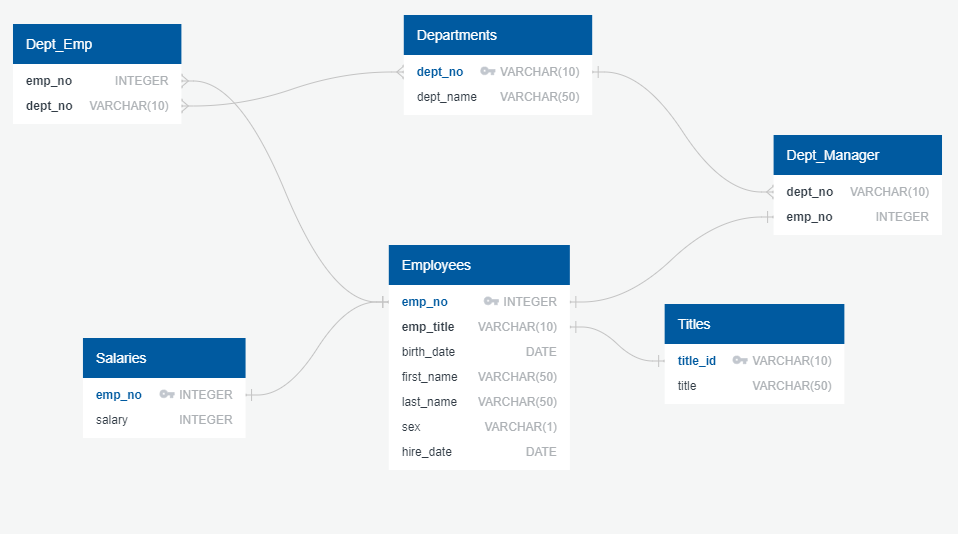 Dept_Emp
emp_no INTEGER
dept_no VARCHAR(10)
Departments
dept_no VARCHAR(10)
dept_name VARCHAR(50)
Dept_Manager
dept_no VARCHAR(10)
emp_no INTEGER
Employees
emp_no INTEGER
emp_title VARCHAR(10)
birth_date DATE
first_name VARCHAR(50)
last_name VARCHAR(50)
sex VARCHAR(1)
hire_date DATE
Titles
title_id VARCHAR(10)
title VARCHAR(50)
Salaries
emp_no INTEGER
salary INTEGER